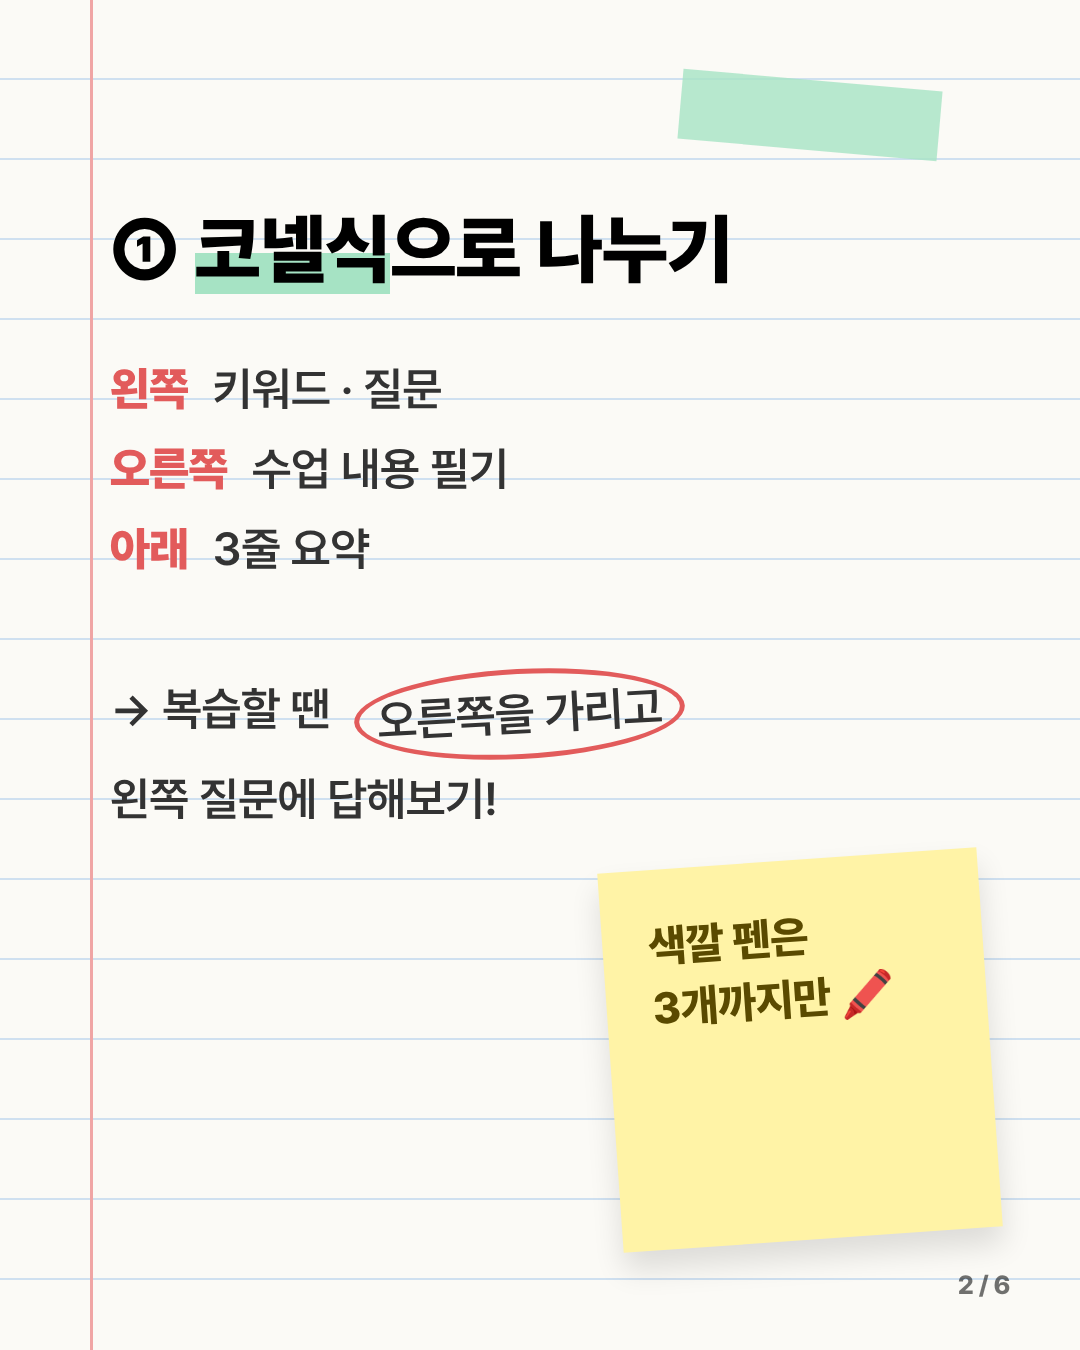 ① 코넬식으로 나누기
왼쪽 키워드 · 질문
오른쪽 수업 내용 필기
아래 3줄 요약
→ 복습할 땐 오른쪽을 가리고
왼쪽 질문에 답해보기!
색깔 펜은
3개까지만 🖍️
2 / 6